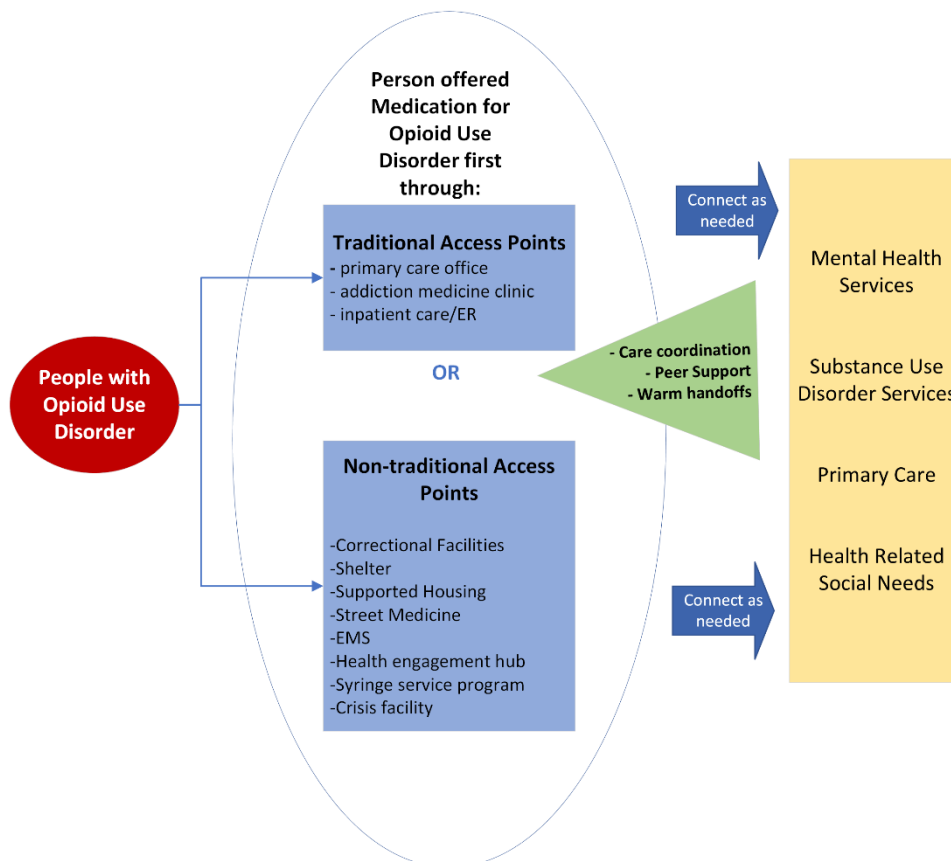 Person offered
Medication for
Opioid Use
Disorder first
through:
Traditional Access Points
- primary care office
- addiction medicine clinic
- inpatient care/ER
OR
Non-traditional Access
Points
-Correctional Facilities
-Shelter
-Supported Housing
-Street Medicine
-EMS
-Health engagement hub
-Syringe service program
-Crisis facility
People with
Opioid Use
Disorder
- Care coordination
- Peer Support
- Warm handoffs
Connect as
needed
Connect as
needed
Mental Health
Services
Substance Use
Disorder Services
Primary Care
Health Related
Social Needs